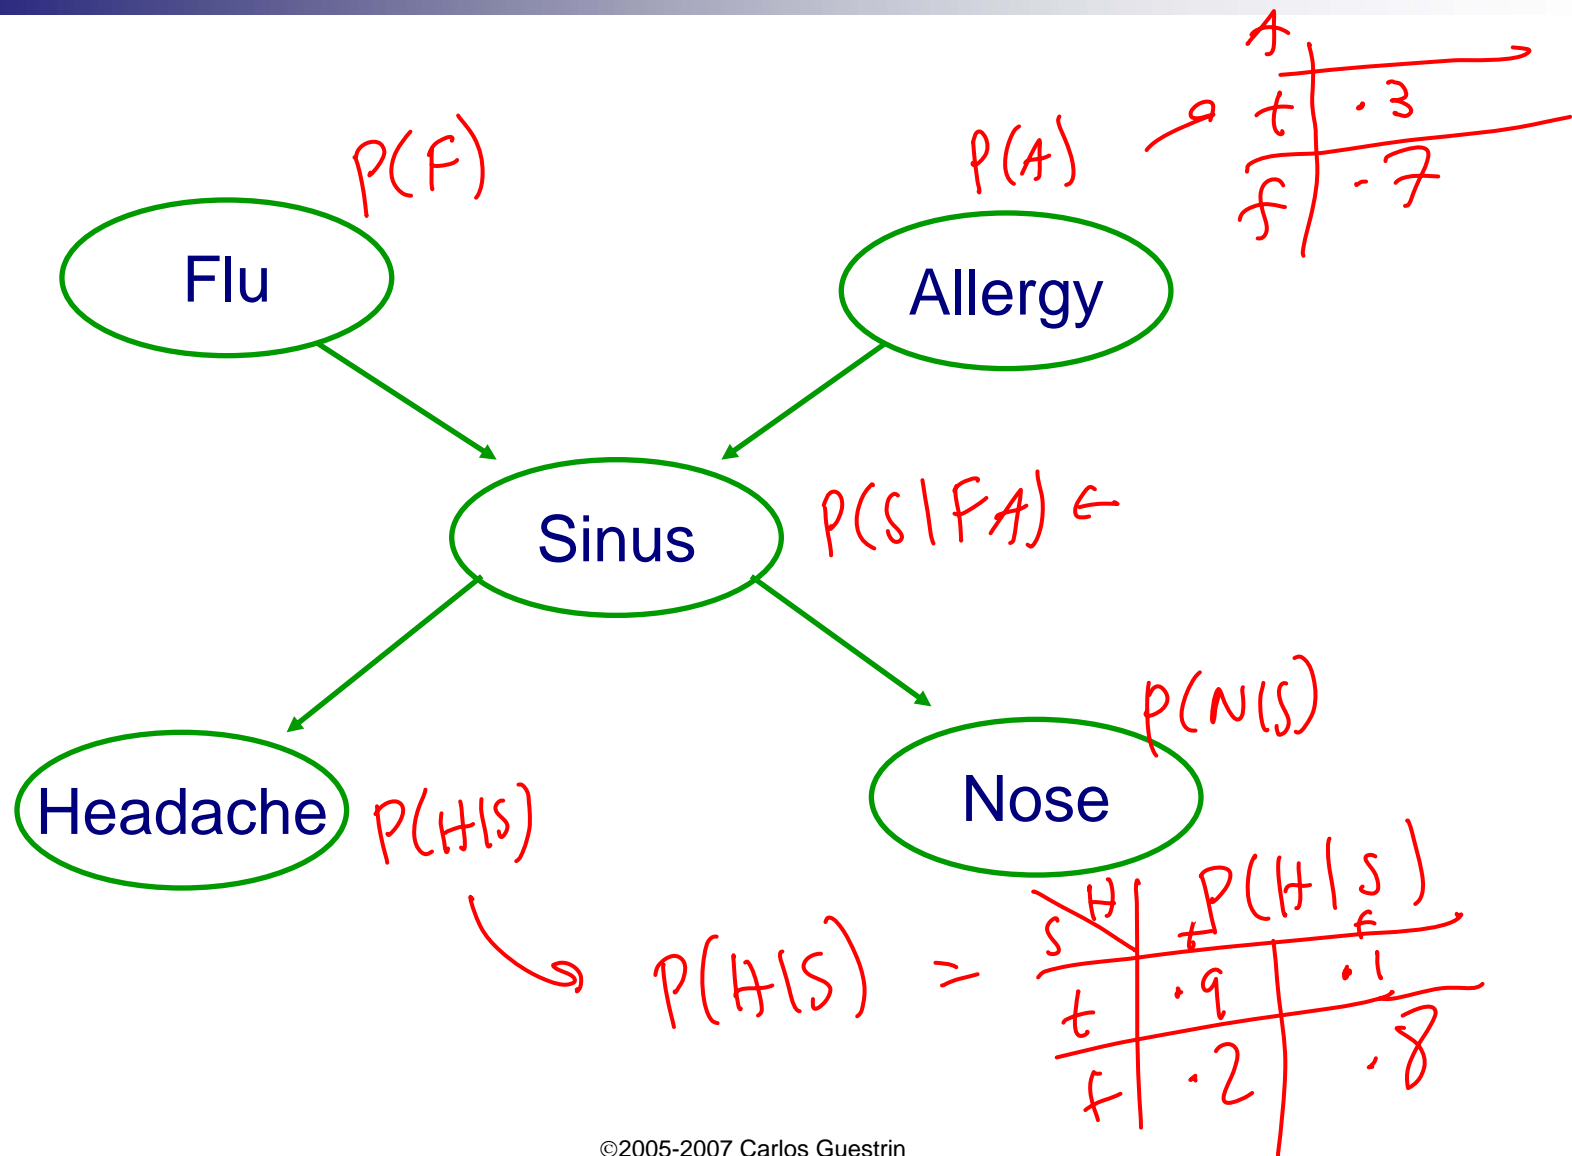 A
t .3
f .7
P(F)
P(A)
Flu
Allergy
Sinus
P(S|FA) ←
P(N|S)
Headache
P(H|S)
Nose
P(H|S) =
S H P(H|S)
t f
t .9 .1
f .2 .8
©2005-2007 Carlos Guestrin